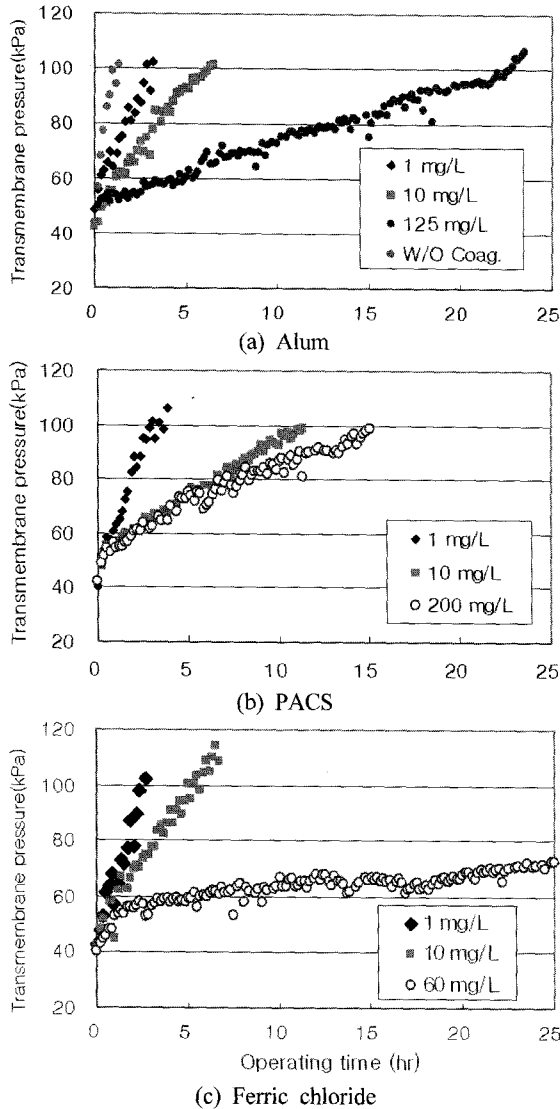 Transmembrane pressure(kPa)
120
100
80
60
40
20
1 mg/L
10 mg/L
125 mg/L
W/O Coag.
0 5 10 15 20 25
(a) Alum
Transmembrane pressure(kPa)
120
100
80
60
40
20
1 mg/L
10 mg/L
200 mg/L
0 5 10 15 20 25
(b) PACS
Transmembrane pressure(kPa)
120
100
80
60
40
20
1 mg/L
10 mg/L
60 mg/L
0 5 10 15 20 25
Operating time (hr)
(c) Ferric chloride